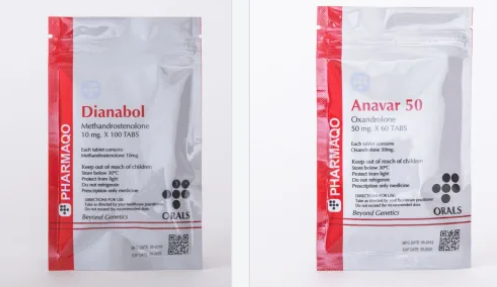 PHARMAQO
Dianabol
Methandrostenolone
10 mg. X 100 TABS
Each tablet contains
Methandrostenolone 10mg
Keep out of reach of children
Store below 30°C
Protect from light
Do not refrigerate
Prescription only medicine
DIRECTIONS FOR USE
Beyond Genetics
ORALS
PHARMAQO
Anavar 50
Oxandrolone
50 mg. X 60 TABS
Each tablet contains
Keep out of reach of children
Store below 30°C
Protect from light
Do not refrigerate
Prescription only medicine
DIRECTIONS FOR USE
Beyond Genetics
ORALS